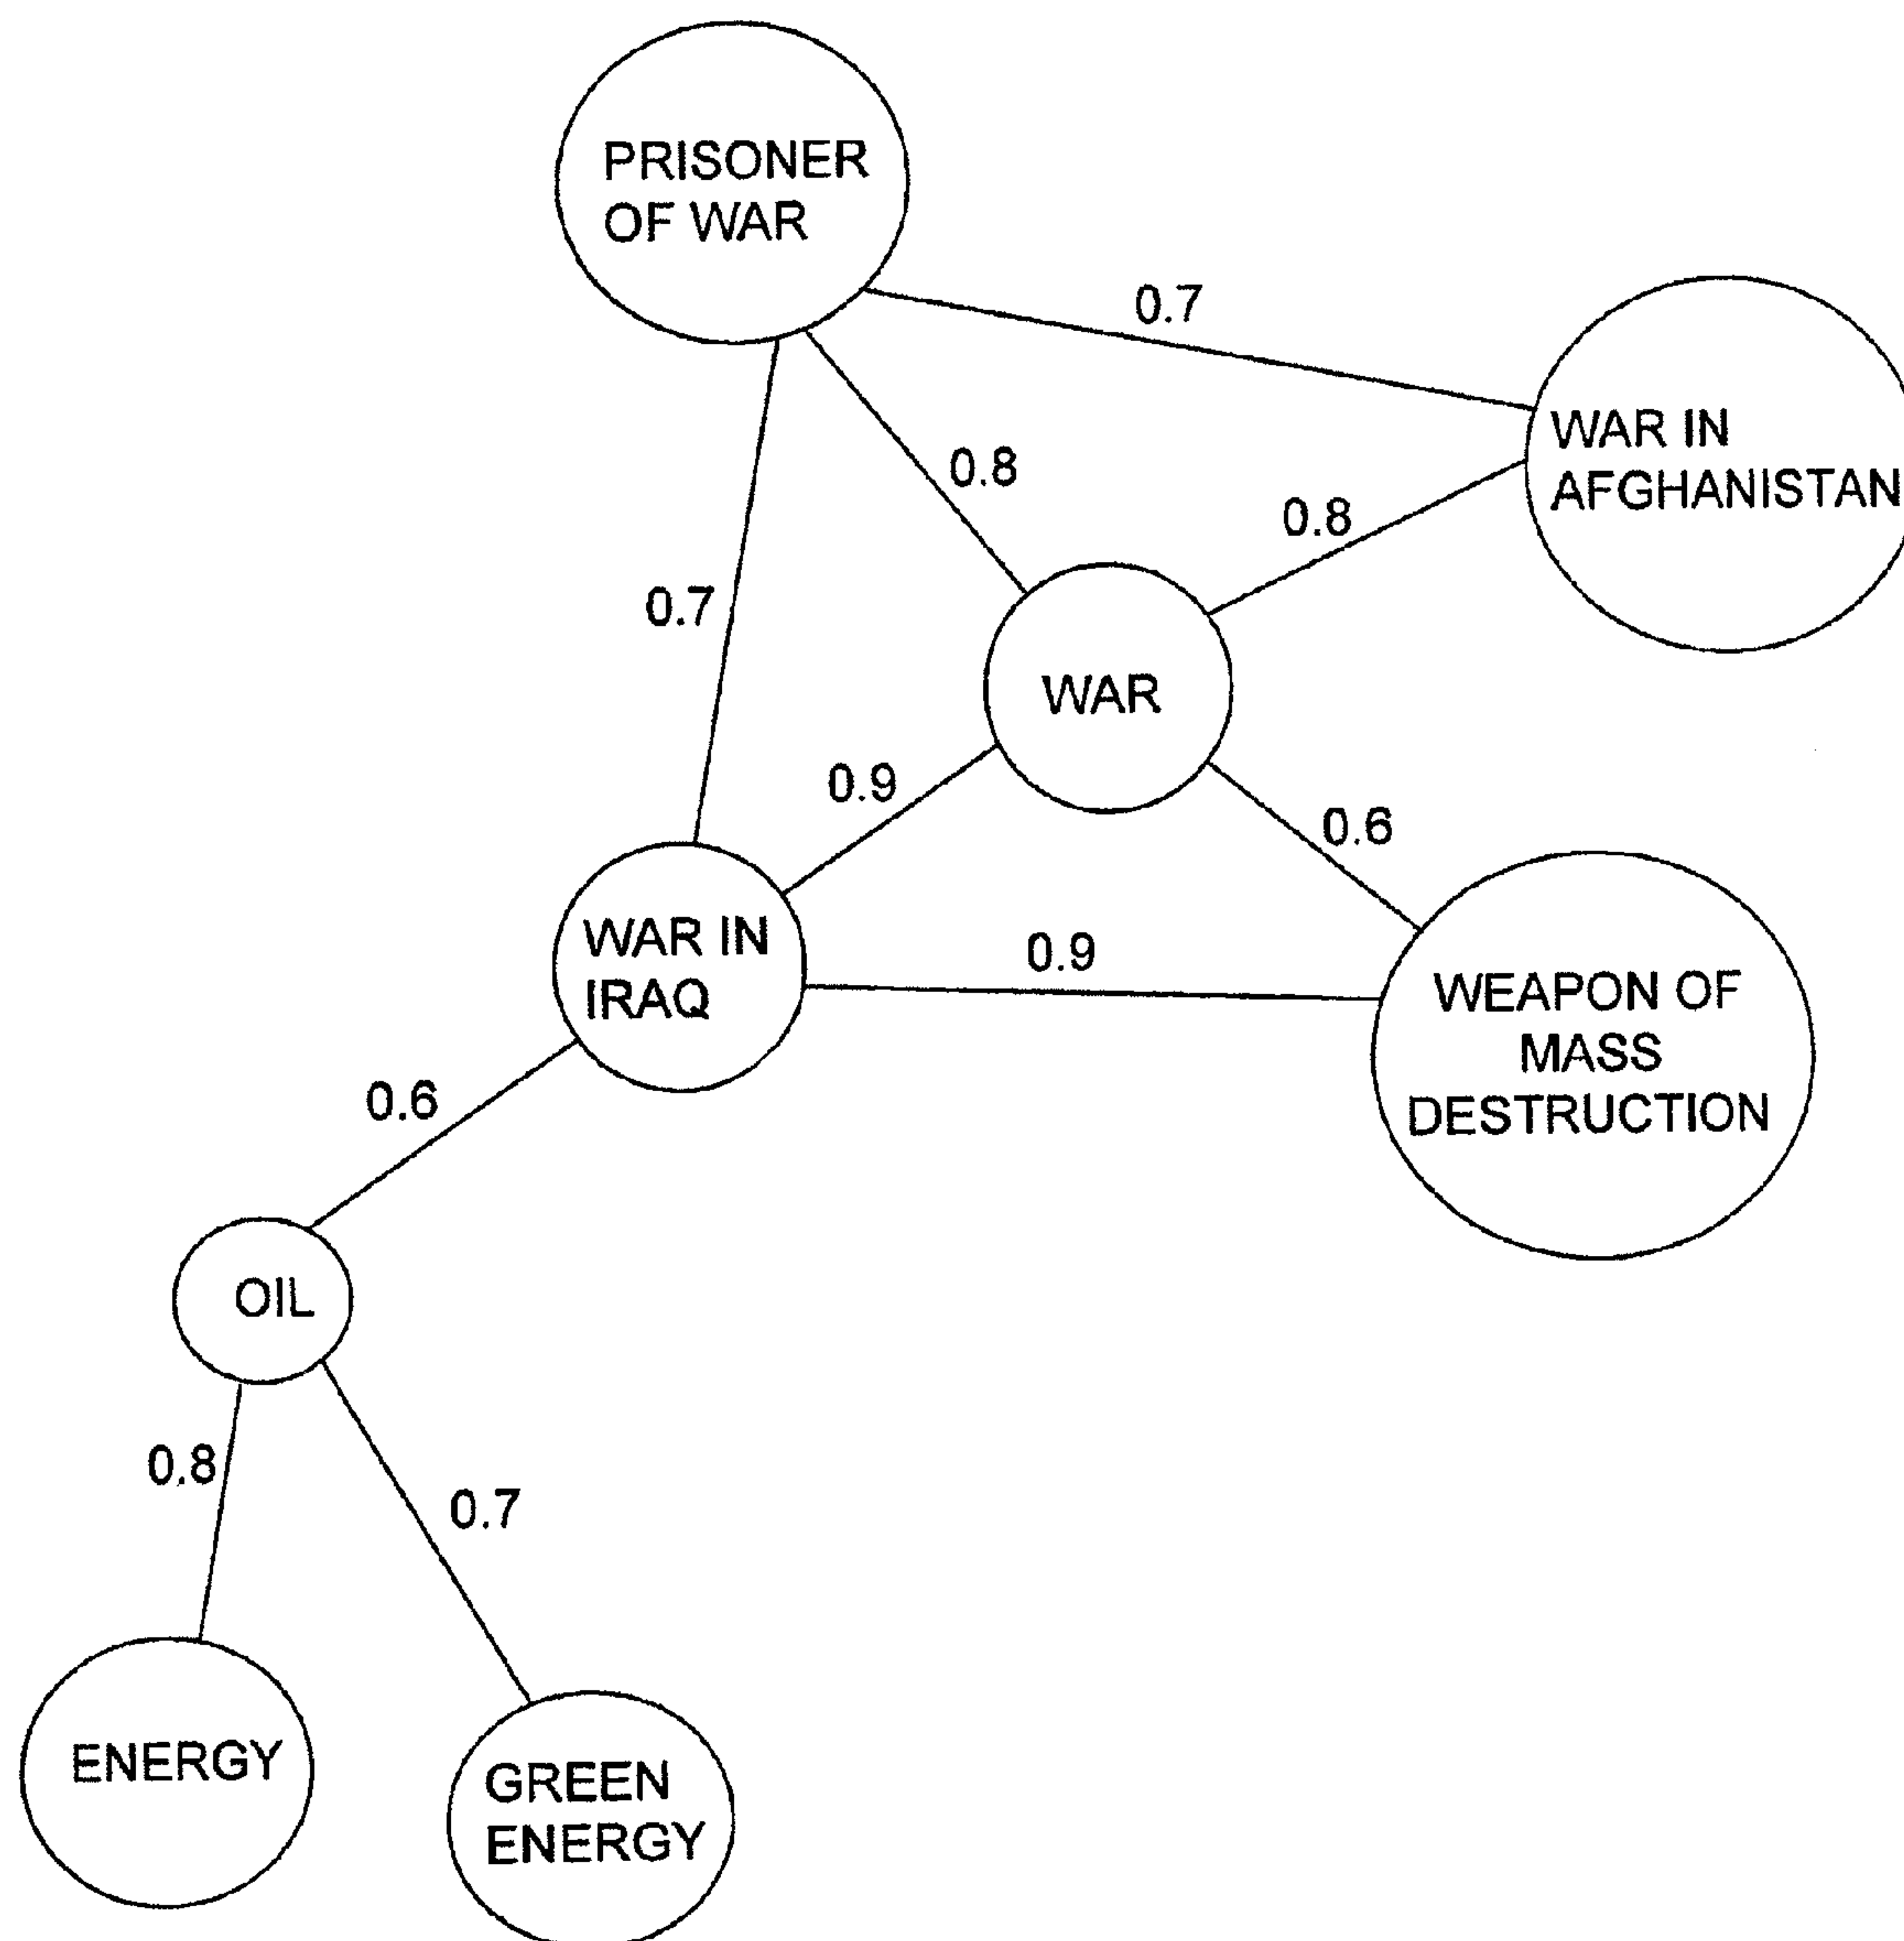 PRISONER
OF WAR
0.7
WAR IN
AFGHANISTAN
0.8
0.8
0.7
WAR
0.9
0.6
WAR IN
IRAQ
0.9
WEAPON OF
MASS
DESTRUCTION
0.6
OIL
0.8
0.7
ENERGY
GREEN
ENERGY